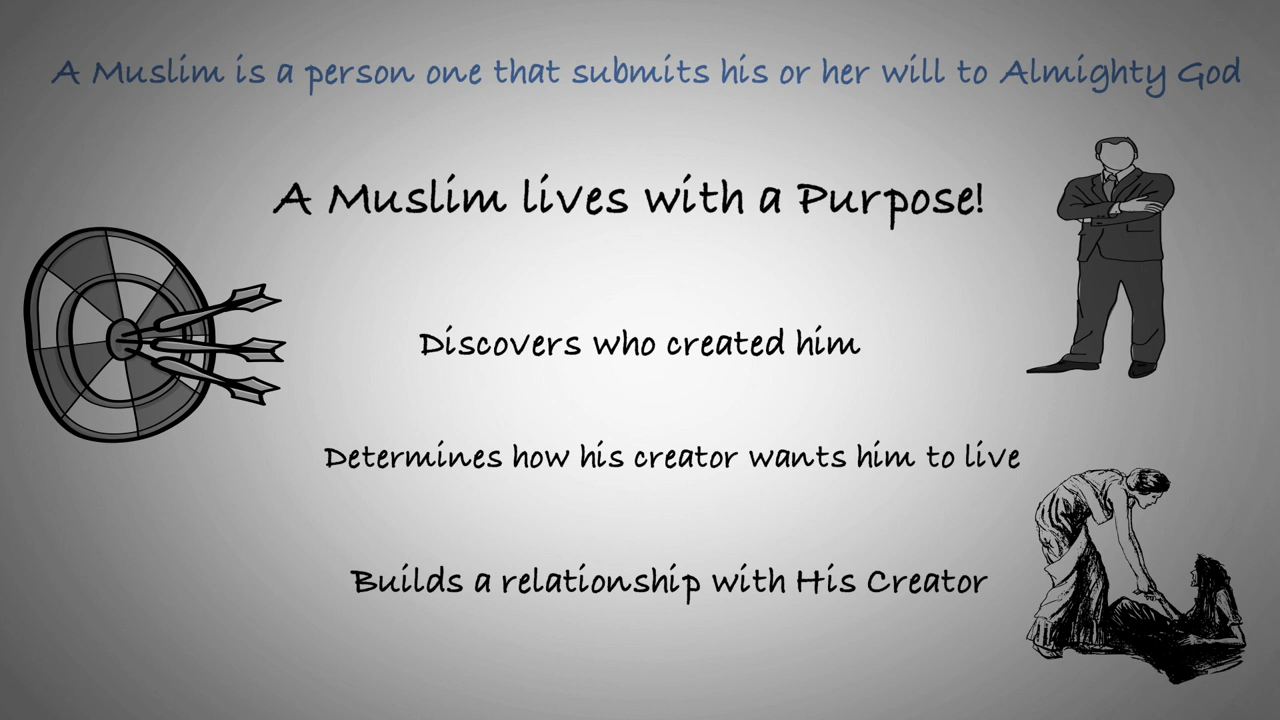 A Muslim is a person one that submits his or her will to Almighty God
A Muslim lives with a Purpose!
Discovers who created him
Determines how his creator wants him to live
Builds a relationship with His Creator